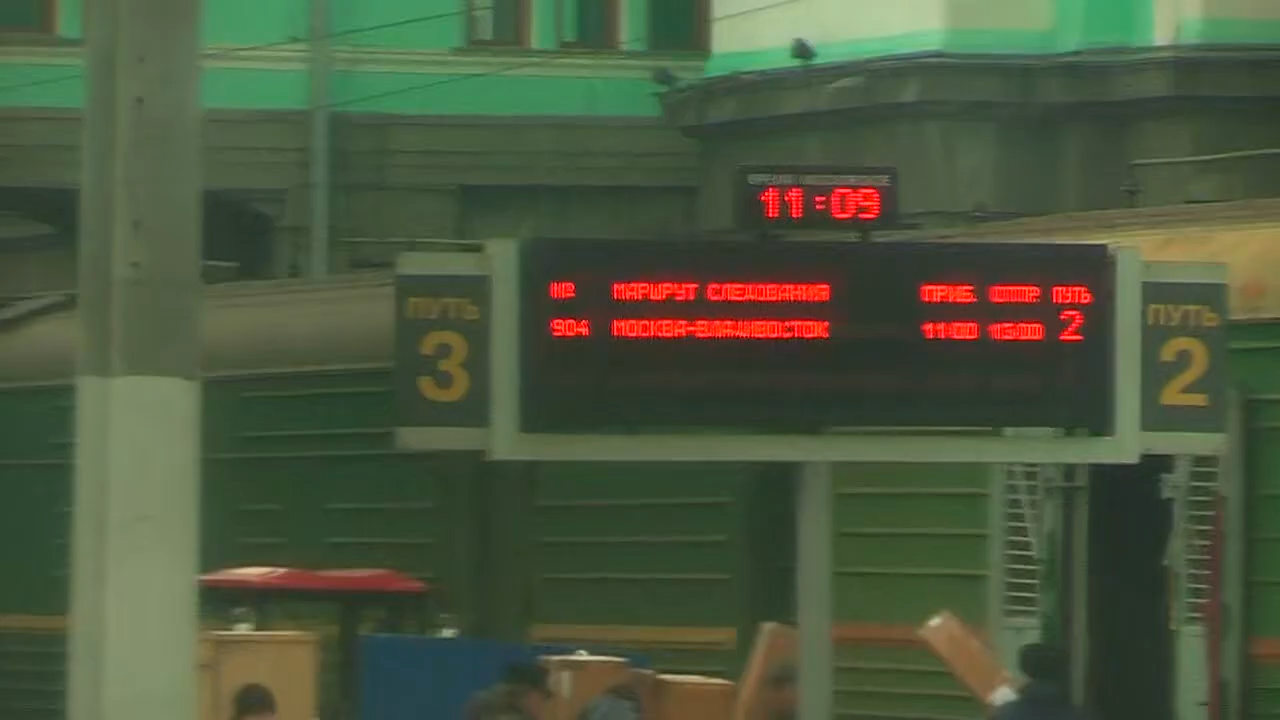 11:09
№ МАРШРУТ СЛЕДОВАНИЯ ПРИБ. ОТПР. ПУТЬ
904 МОСКВА-ВЛАДИВОСТОК 11:00 15:00 2
ПУТЬ
3
ПУТЬ
2